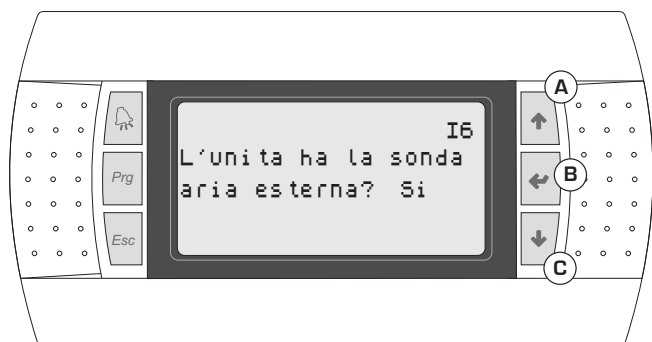 I6
L'unita ha la sonda
aria esterna? Si
Prg
Esc
A
B
C